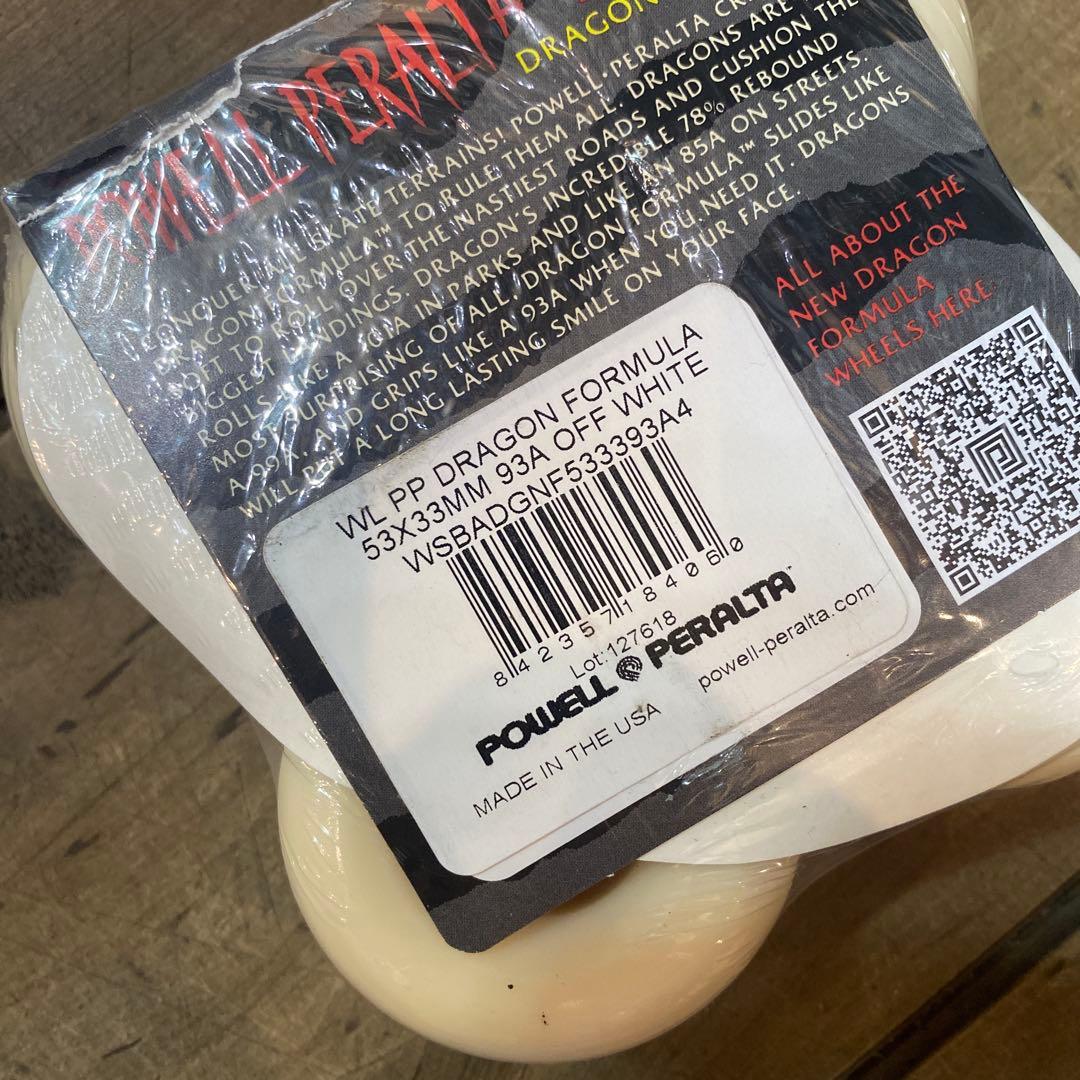 POWELL PERALTA
DRAGON
CONQUER ALL SKATE TERRAINS! POWELL-PERALTA
DRAGON FORMULA™ TO RULE THEM ALL. DRAGONS ARE
SOFT TO ROLL OVER THE NASTIEST ROADS AND CUSHION THE
BIGGEST LANDINGS. DRAGON'S INCREDIBLE 78% REBOUND
ROLLS LIKE A 101A IN PARKS AND LIKE AN 85A ON STREETS.
MOST SURPRISING OF ALL, DRAGON FORMULA™ SLIDES LIKE
A 99A, AND GRIPS LIKE A 93A WHEN YOU NEED IT. DRAGONS
WILL PUT A LONG LASTING SMILE ON YOUR FACE.
ALL ABOUT THE
NEW DRAGON
FORMULA
WHEELS HERE:
WL PP DRAGON FORMULA
53X33MM 93A OFF WHITE
WSBADGNF533393A4
8 42357 18406 0
Lot:127618
POWELL PERALTA™
MADE IN THE USA
powell-peralta.com